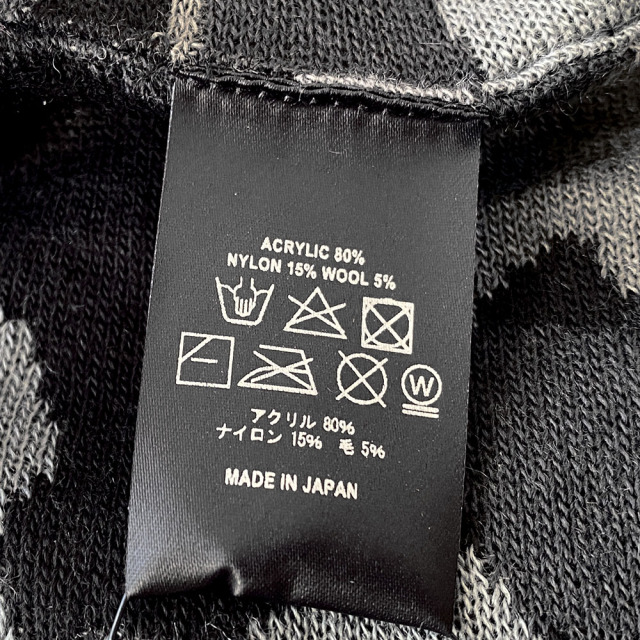 ACRYLIC 80%
NYLON 15% WOOL 5%
W
アクリル 80%
ナイロン 15% 毛 5%
MADE IN JAPAN